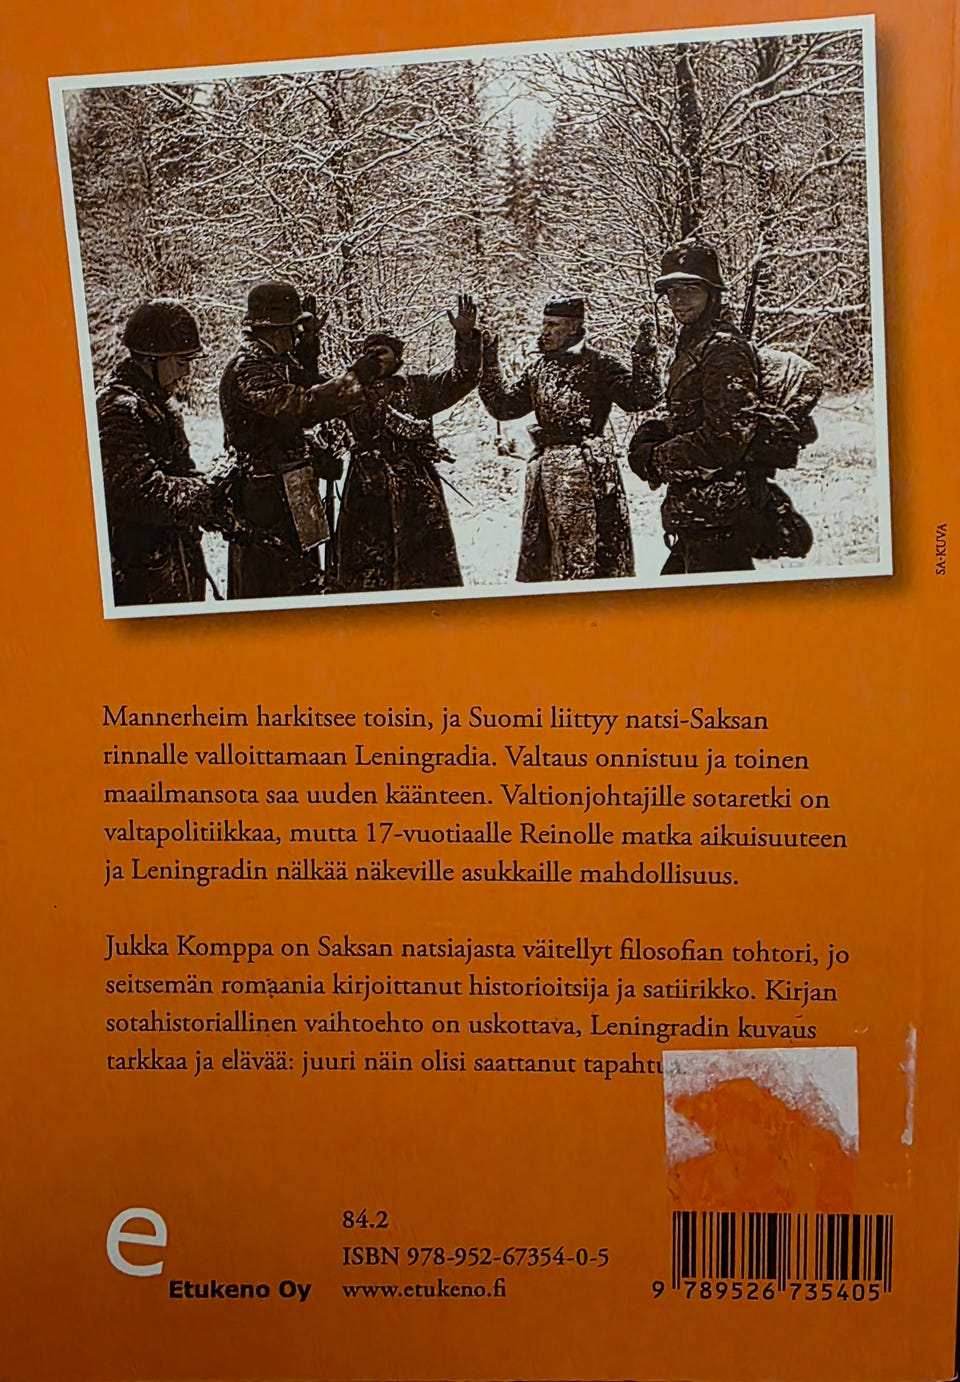 SA-KUVA
Mannerheim harkitsee toisin, ja Suomi liittyy natsi-Saksan
rinnalle valloittamaan Leningradia. Valtaus onnistuu ja toinen
maailmansota saa uuden käänteen. Valtionjohtajille sotaretki on
valtapolitiikkaa, mutta 17-vuotiaalle Reinolle matka aikuisuuteen
ja Leningradin nälkää näkeville asukkaille mahdollisuus.
Jukka Komppa on Saksan natsiajasta väitellyt filosofian tohtori, jo
seitsemän romaania kirjoittanut historioitsija ja satiirikko. Kirjan
sotahistoriallinen vaihtoehto on uskottava, Leningradin kuvaus
tarkkaa ja elävää: juuri näin olisi saattanut
e
Etukeno Oy
84.2
ISBN 978-952-67354-0-5
www.etukeno.fi
9 789526 735405